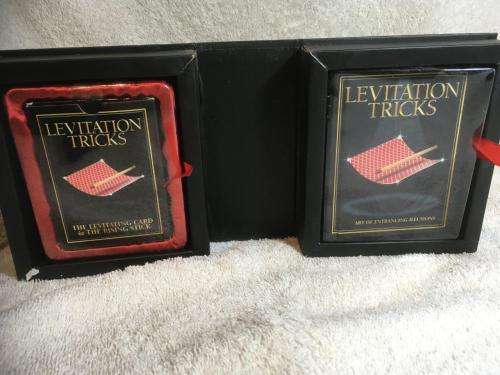 LEVITATION
TRICKS
THE LEVITATING CARD
& THE RISING STICK
LEVITATION
TRICKS
ART OF ENTRANCING ILLUSIONS